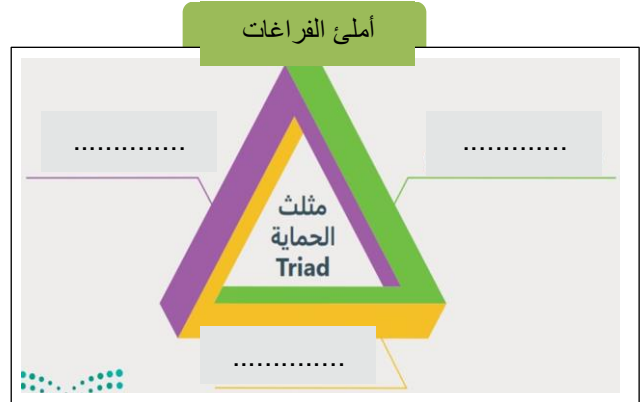 أملئ الفراغات
.............
..............
مثلث
الحماية
Triad
..............